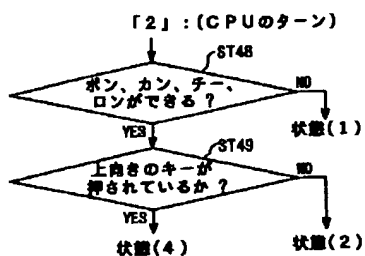 「2」:(CPUのターン)
ST48
ポン、カン、チー、
ロンができる?
NO
YES
状態(1)
ST49
上向きのキーが
押されているか?
NO
YES
状態(4)
状態(2)